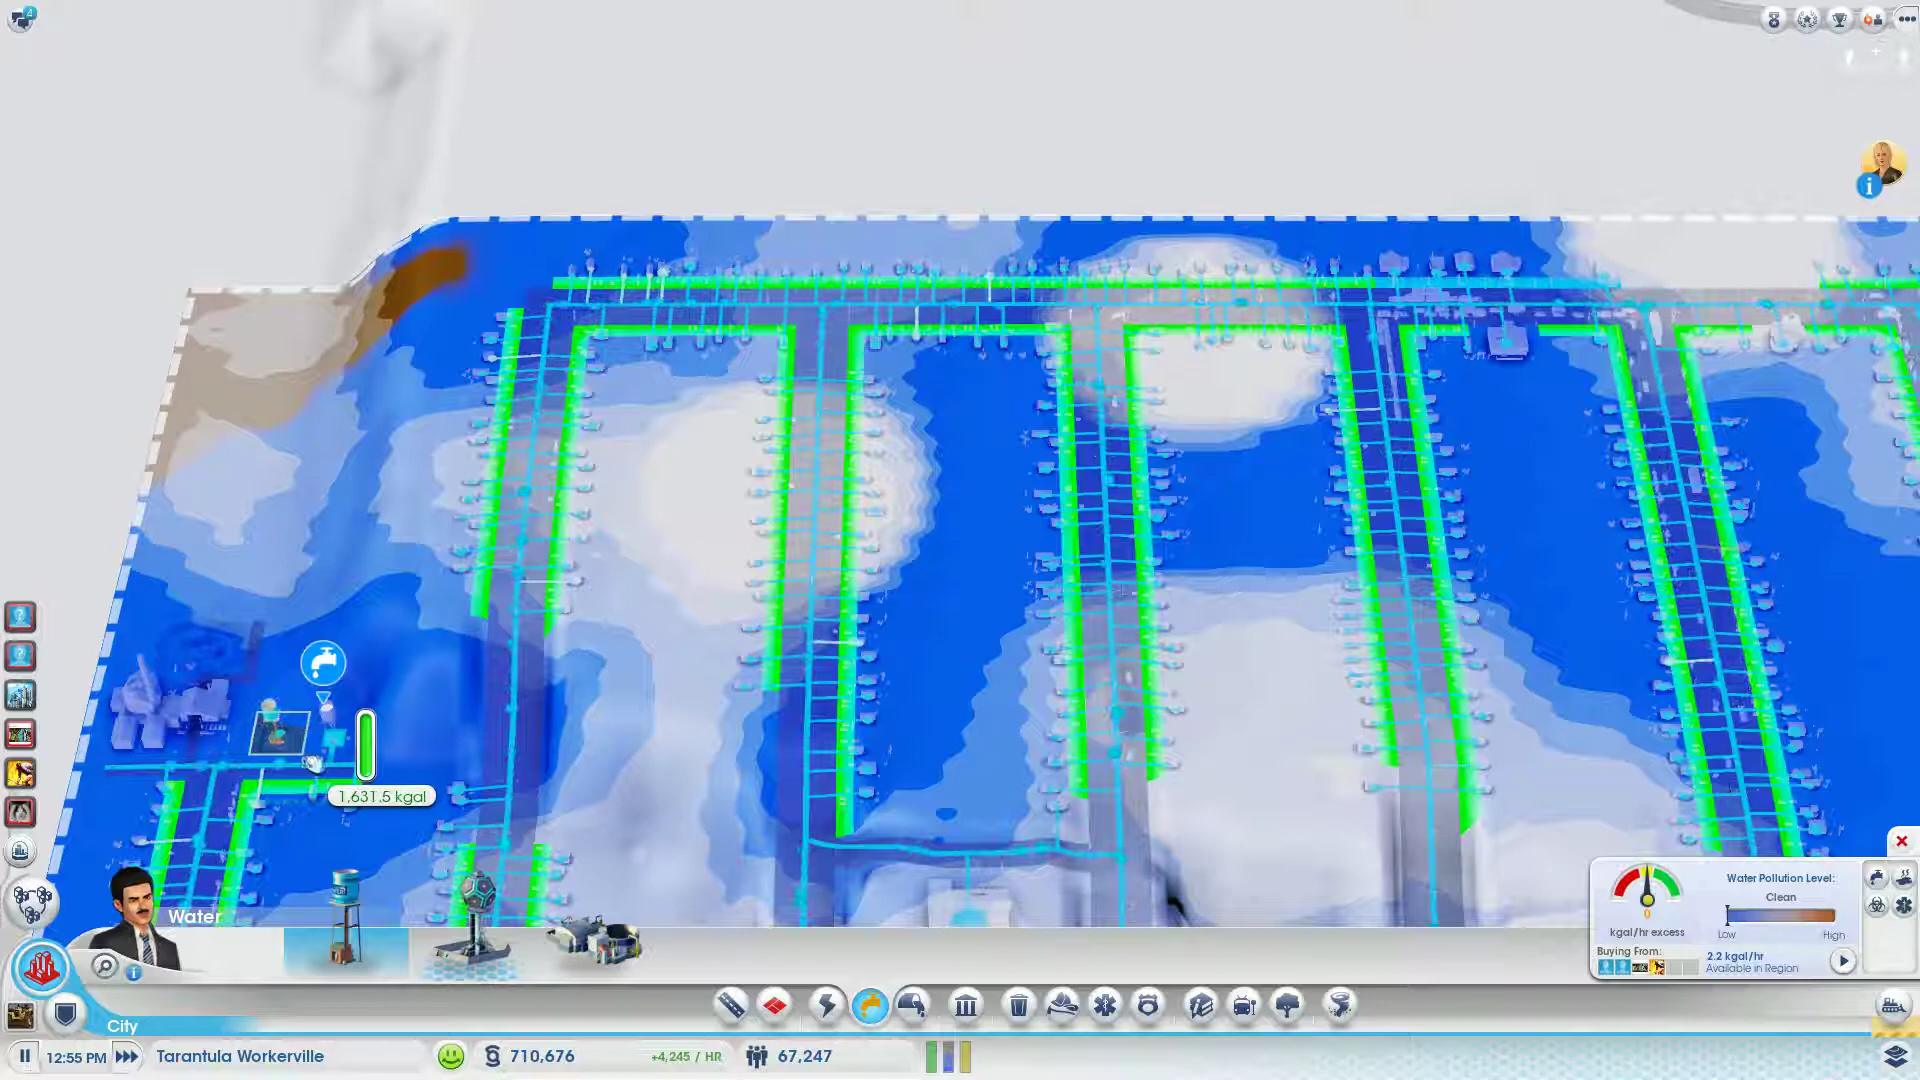 4
1,631.5 kgal
Water
Water Pollution Level:
Clean
Low
High
0
kgal/hr excess
Buying From:
2.2 kgal/hr
Available in Region
City
12:55 PM
Tarantula Workerville
710,676
+4,245 / HR
67,247